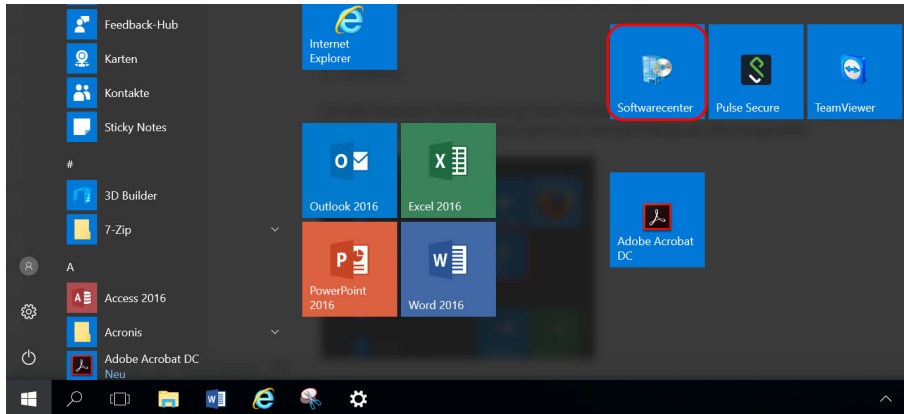 Feedback-Hub
Karten
Kontakte
Sticky Notes
#
3D Builder
7-Zip
A
Access 2016
Acronis
Adobe Acrobat DC
Neu
Internet
Explorer
Outlook 2016
Excel 2016
PowerPoint
2016
Word 2016
Softwarecenter
Pulse Secure
TeamViewer
Adobe Acrobat
DC